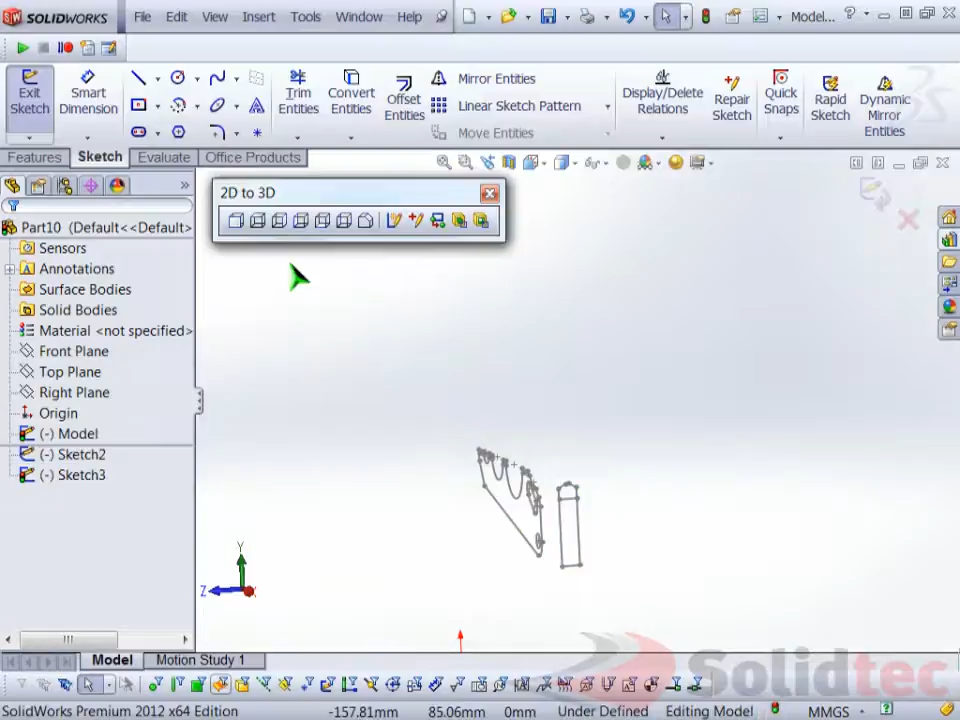 SOLIDWORKS File Edit View Insert Tools Window Help Model...
Exit Sketch
Smart Dimension
Trim Entities
Convert Entities
Offset Entities
Mirror Entities
Linear Sketch Pattern
Move Entities
Display/Delete Relations
Repair Sketch
Quick Snaps
Rapid Sketch
Dynamic Mirror Entities
Features Sketch Evaluate Office Products
2D to 3D
Part10 (Default<<Default>
Sensors
Annotations
Surface Bodies
Solid Bodies
Material <not specified>
Front Plane
Top Plane
Right Plane
Origin
(-) Model
(-) Sketch2
(-) Sketch3
Y
Z
Model Motion Study 1
Solidtec
SolidWorks Premium 2012 x64 Edition -157.81mm 85.06mm 0mm Under Defined Editing Model MMGS